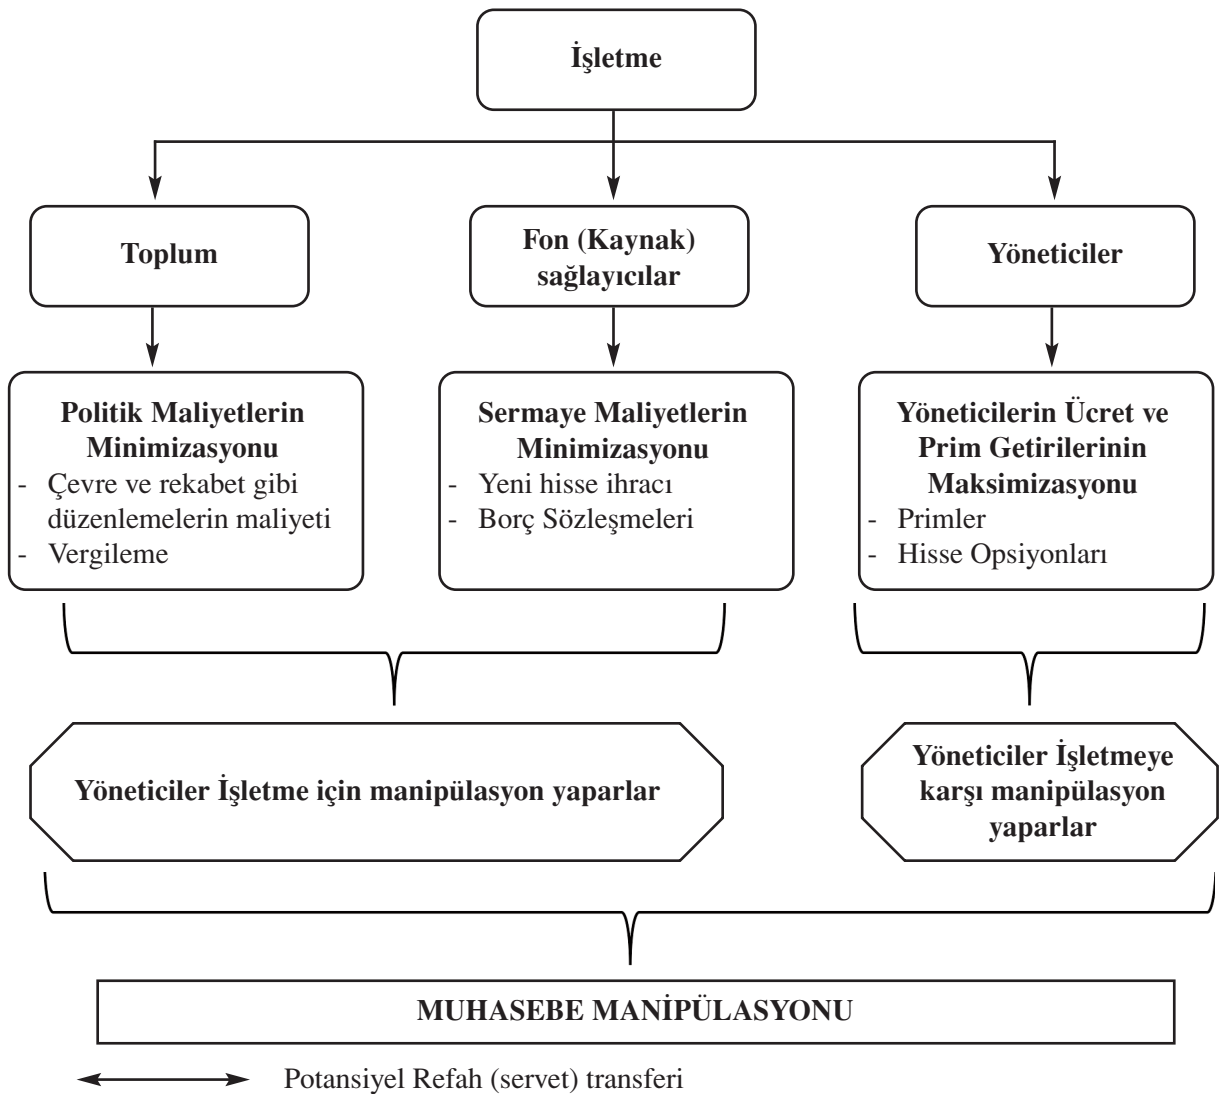 İşletme
Toplum
Fon (Kaynak)
sağlayıcılar
Yöneticiler
Politik Maliyetlerin
Minimizasyonu
- Çevre ve rekabet gibi
düzenlemelerin maliyeti
- Vergileme
Sermaye Maliyetlerin
Minimizasyonu
- Yeni hisse ihracı
- Borç Sözleşmeleri
Yöneticilerin Ücret ve
Prim Getirilerinin
Maksimizasyonu
- Primler
- Hisse Opsiyonları
Yöneticiler İşletme için manipülasyon yaparlar
Yöneticiler İşletmeye
karşı manipülasyon
yaparlar
MUHASEBE MANİPÜLASYONU
Potansiyel Refah (servet) transferi